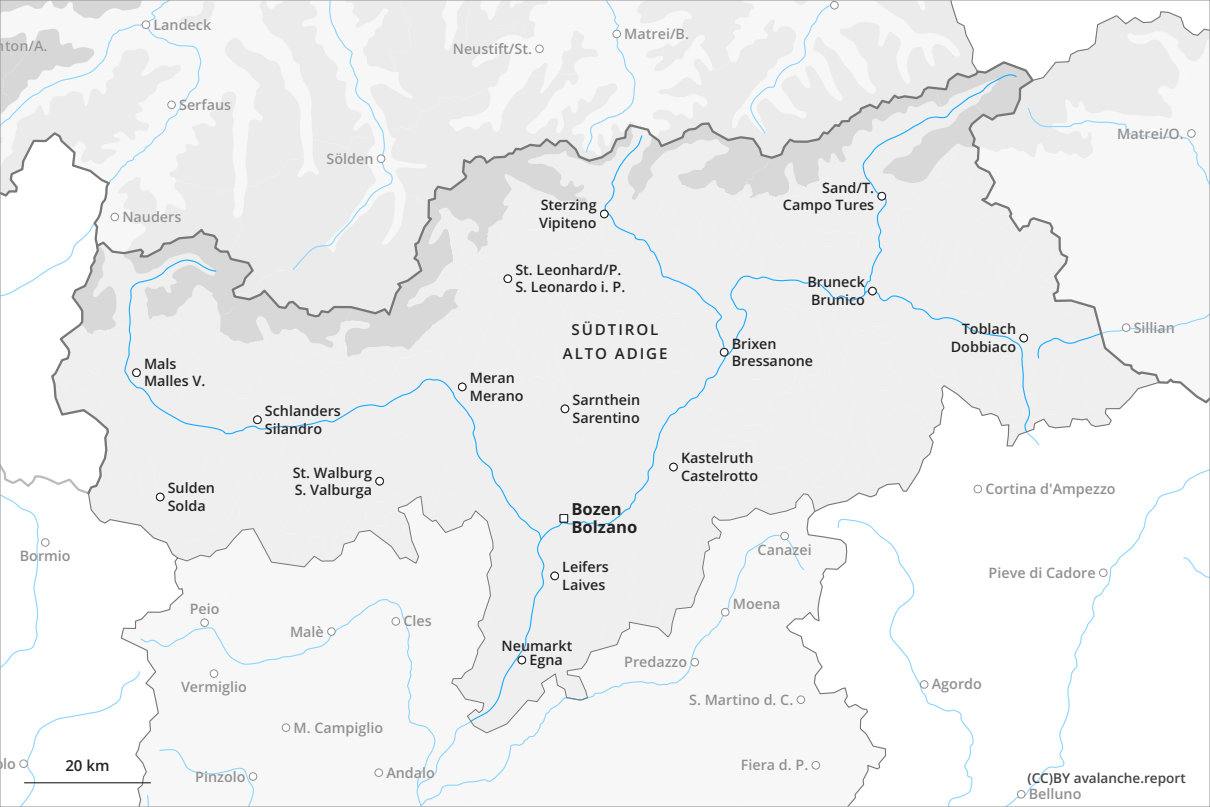 Landeck
Matrei/B.
Neustift/St.
Serfaus
Matrei/O.
Sölden
Nauders
Sand/T.
Campo Tures
Sterzing
Vipiteno
St. Leonhard/P.
S. Leonardo i. P.
Bruneck
Brunico
SÜDTIROL
ALTO ADIGE
Toblach
Dobbiaco
Sillian
Brixen
Bressanone
Mals
Malles V.
Meran
Merano
Schlanders
Silandro
Sarnthein
Sarentino
Kastelruth
Castelrotto
St. Walburg
S. Valburga
Sulden
Solda
Cortina d'Ampezzo
Bozen
Bolzano
Bormio
Canazei
Leifers
Laives
Pieve di Cadore
Peio
Moena
Malè
Cles
Neumarkt
Egna
Predazzo
Vermiglio
Agordo
S. Martino d. C.
M. Campiglio
20 km
Pinzolo
Andalo
Fiera d. P.
(CC)BY avalanche.report
Belluno